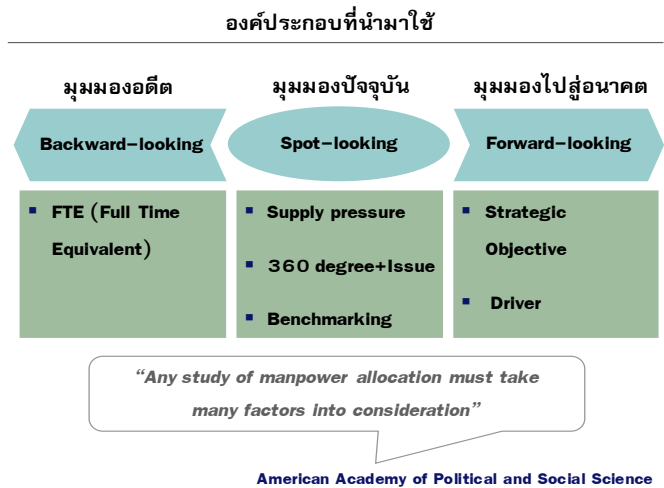 องค์ประกอบที่นำมาใช้
มุมมองอดีต
มุมมองปัจจุบัน
มุมมองไปสู่อนาคต
Backward-looking
Spot-looking
Forward-looking
FTE (Full Time
Equivalent)
Supply pressure
360 degree+Issue
Benchmarking
Strategic
Objective
Driver
“Any study of manpower allocation must take
many factors into consideration”
American Academy of Political and Social Science